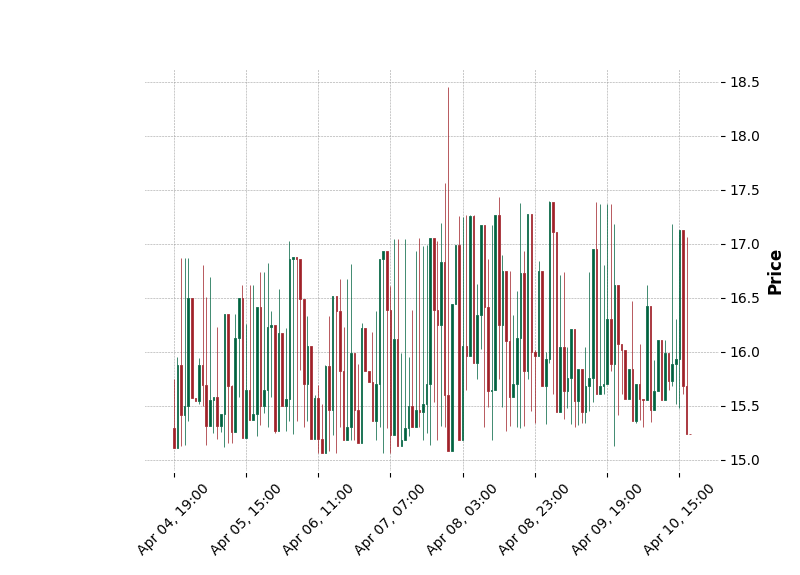 18.5
18.0
17.5
17.0
16.5
16.0
15.5
15.0
Price
Apr 04, 19:00
Apr 05, 15:00
Apr 06, 11:00
Apr 07, 07:00
Apr 08, 03:00
Apr 08, 23:00
Apr 09, 19:00
Apr 10, 15:00